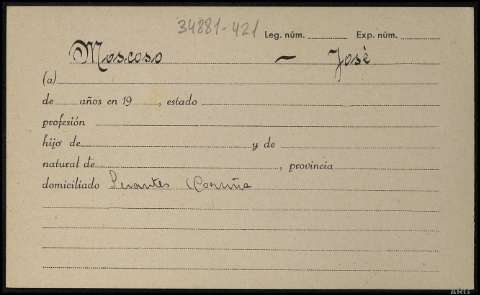 34881-421 Leg. núm. Exp. núm.
Moscoso — José
(a)
de años en 19 , estado
profesión
hijo de y de
natural de , provincia
domiciliado Coruña